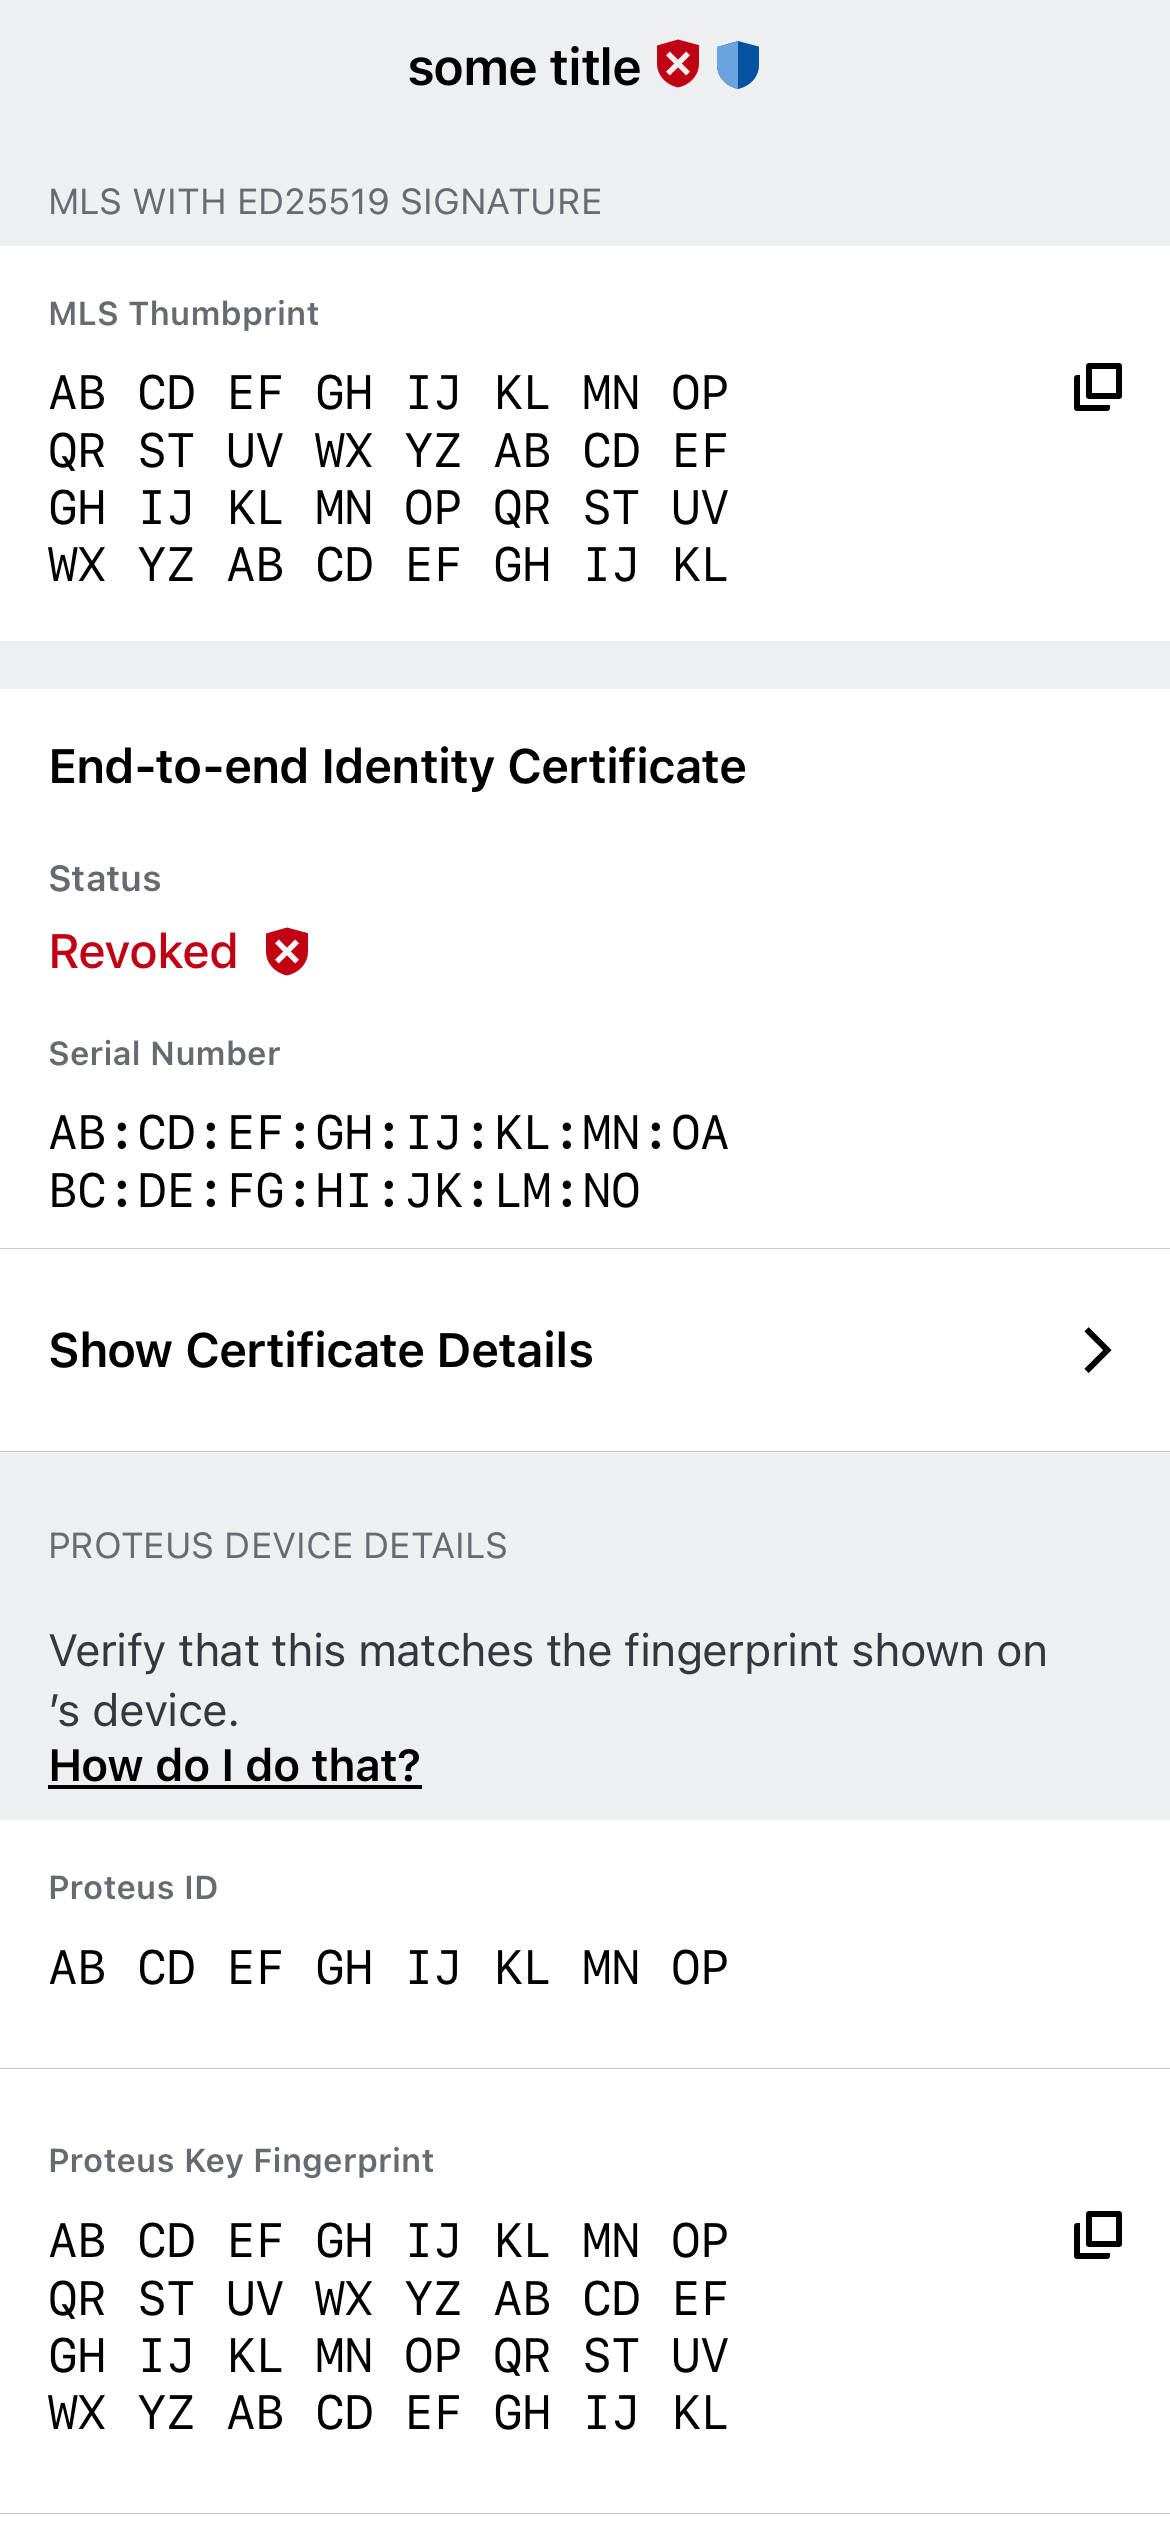 some title
MLS WITH ED25519 SIGNATURE
MLS Thumbprint
AB CD EF GH IJ KL MN OP
QR ST UV WX YZ AB CD EF
GH IJ KL MN OP QR ST UV
WX YZ AB CD EF GH IJ KL
End-to-end Identity Certificate
Status
Revoked
Serial Number
AB:CD:EF:GH:IJ:KL:MN:OA
BC:DE:FG:HI:JK:LM:NO
Show Certificate Details
PROTEUS DEVICE DETAILS
Verify that this matches the fingerprint shown on
’s device.
How do I do that?
Proteus ID
AB CD EF GH IJ KL MN OP
Proteus Key Fingerprint
AB CD EF GH IJ KL MN OP
QR ST UV WX YZ AB CD EF
GH IJ KL MN OP QR ST UV
WX YZ AB CD EF GH IJ KL